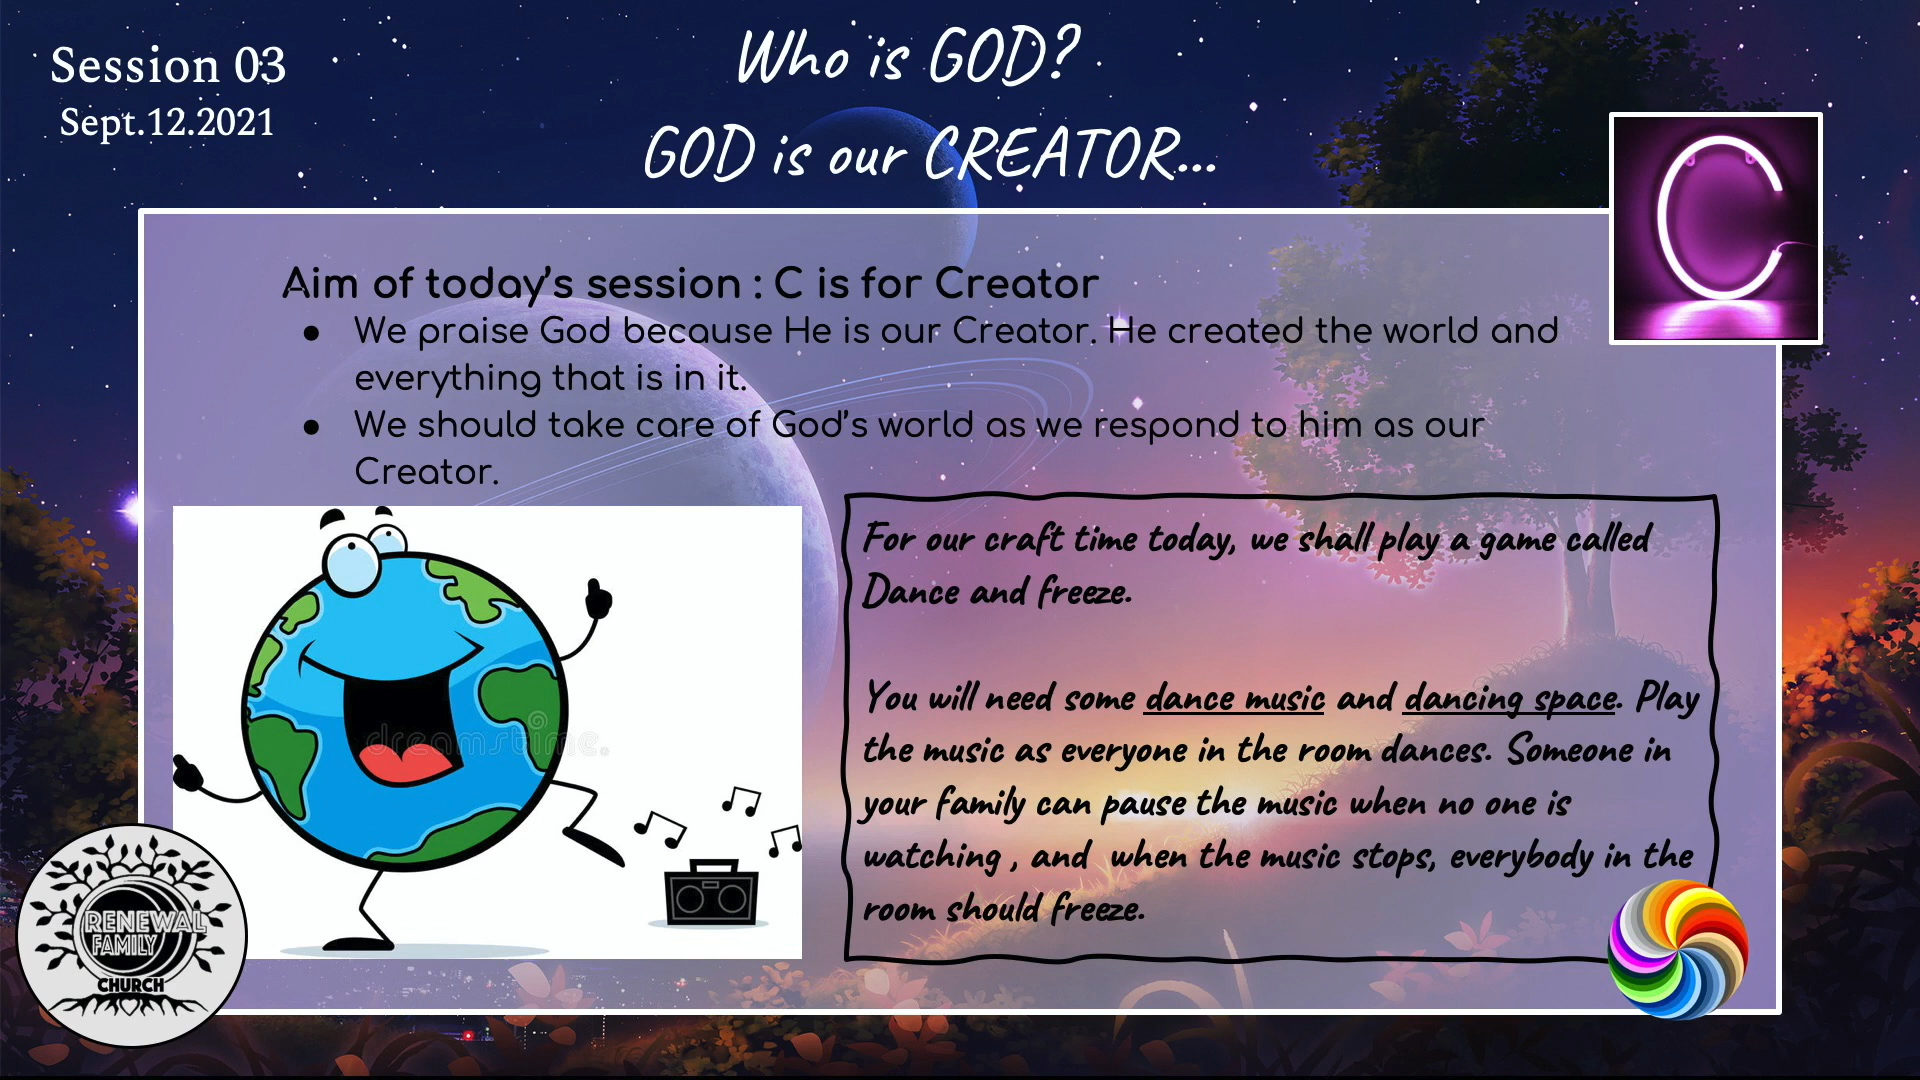 Session 03
Sept.12.2021
Who is GOD?
GOD is our CREATOR...
C
Aim of today's session : C is for Creator
● We praise God because He is our Creator. He created the world and
everything that is in it.
● We should take care of God's world as we respond to him as our
Creator.
dreamstime.
For our craft time today, we shall play a game called
Dance and freeze.
You will need some dance music and dancing space. Play
the music as everyone in the room dances. Someone in
your family can pause the music when no one is
watching , and when the music stops, everybody in the
room should freeze.
RENEWAL
FAMILY
CHURCH